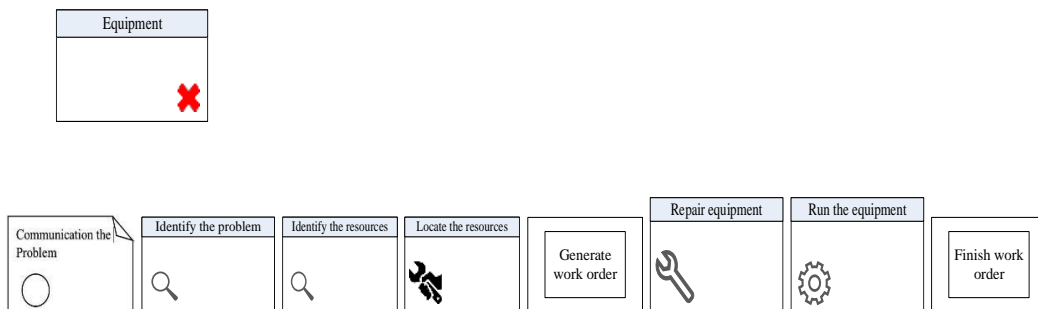 Equipment
Communication the
Problem
Identify the problem
Identify the resources
Locate the resources
Generate
work order
Repair equipment
Run the equipment
Finish work
order